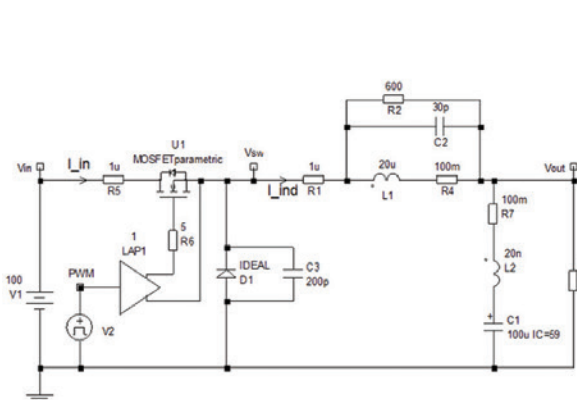 600
R2
30p
C2
U1
MOSFETparametric
Vin
I_in
1u
R5
Vsw
I_ind
1u
R1
20u
L1
100m
R4
Vout
5
R6
1
LAP1
100m
R7
IDEAL
D1
C3
200p
20n
L2
PWM
100
V1
V2
C1
100u IC=59